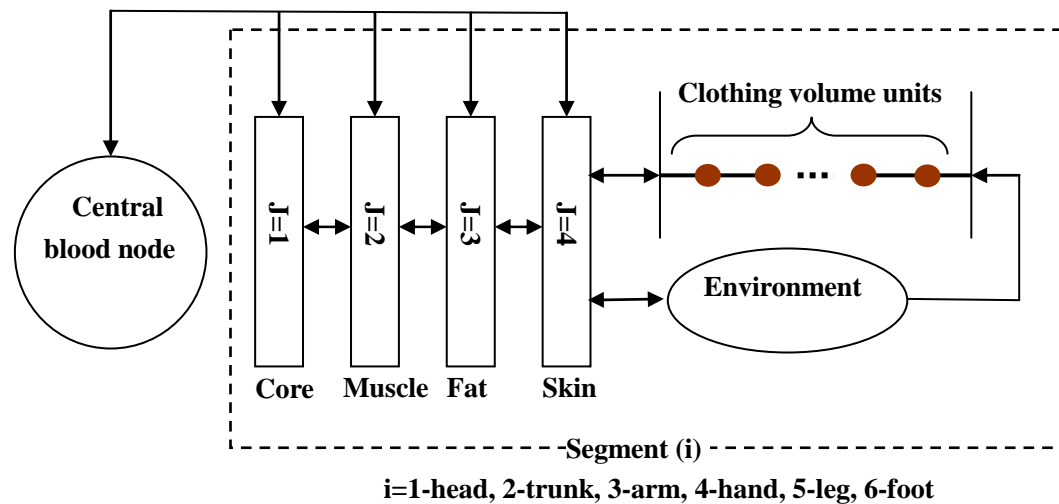 Clothing volume units
Central
blood node
J=1
J=2
J=3
J=4
...
Environment
Core
Muscle
Fat
Skin
Segment (i)
i=1-head, 2-trunk, 3-arm, 4-hand, 5-leg, 6-foot